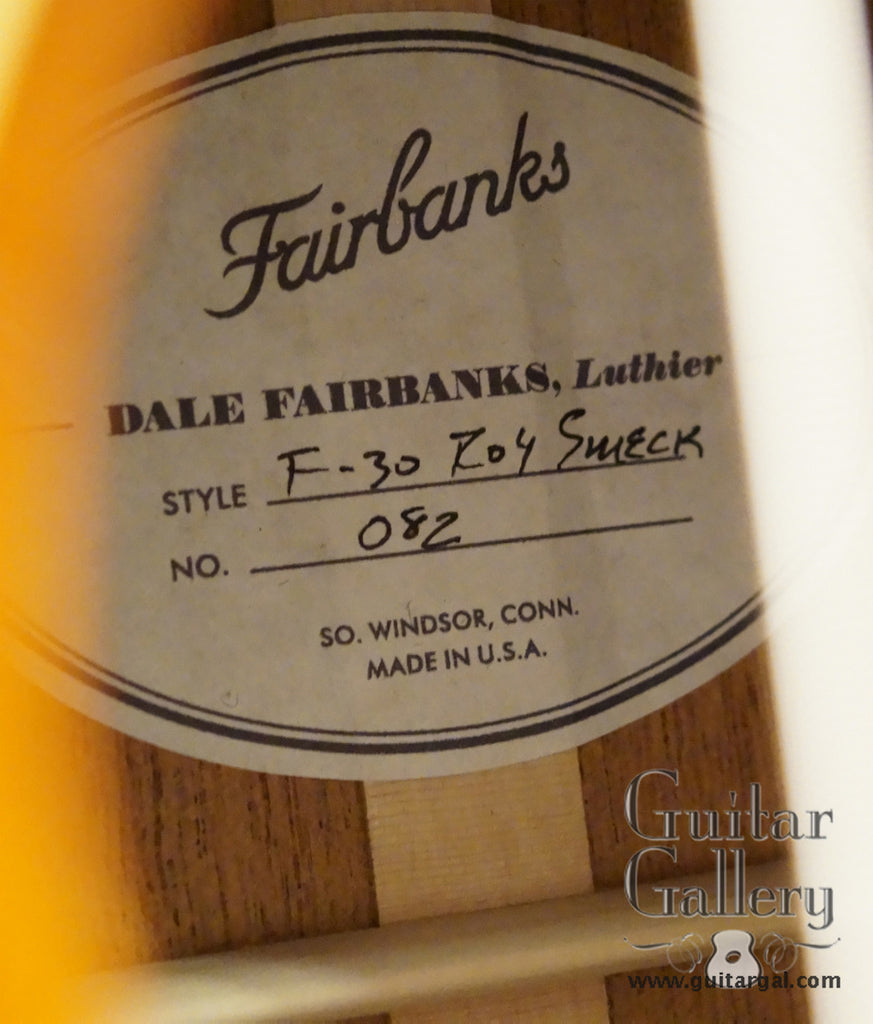 Fairbanks
DALE FAIRBANKS, Luthier
STYLE F-30 ROY SMECK
NO. 082
SO. WINDSOR, CONN.
MADE IN U.S.A.
Guitar
Gallery
www.guitargal.com